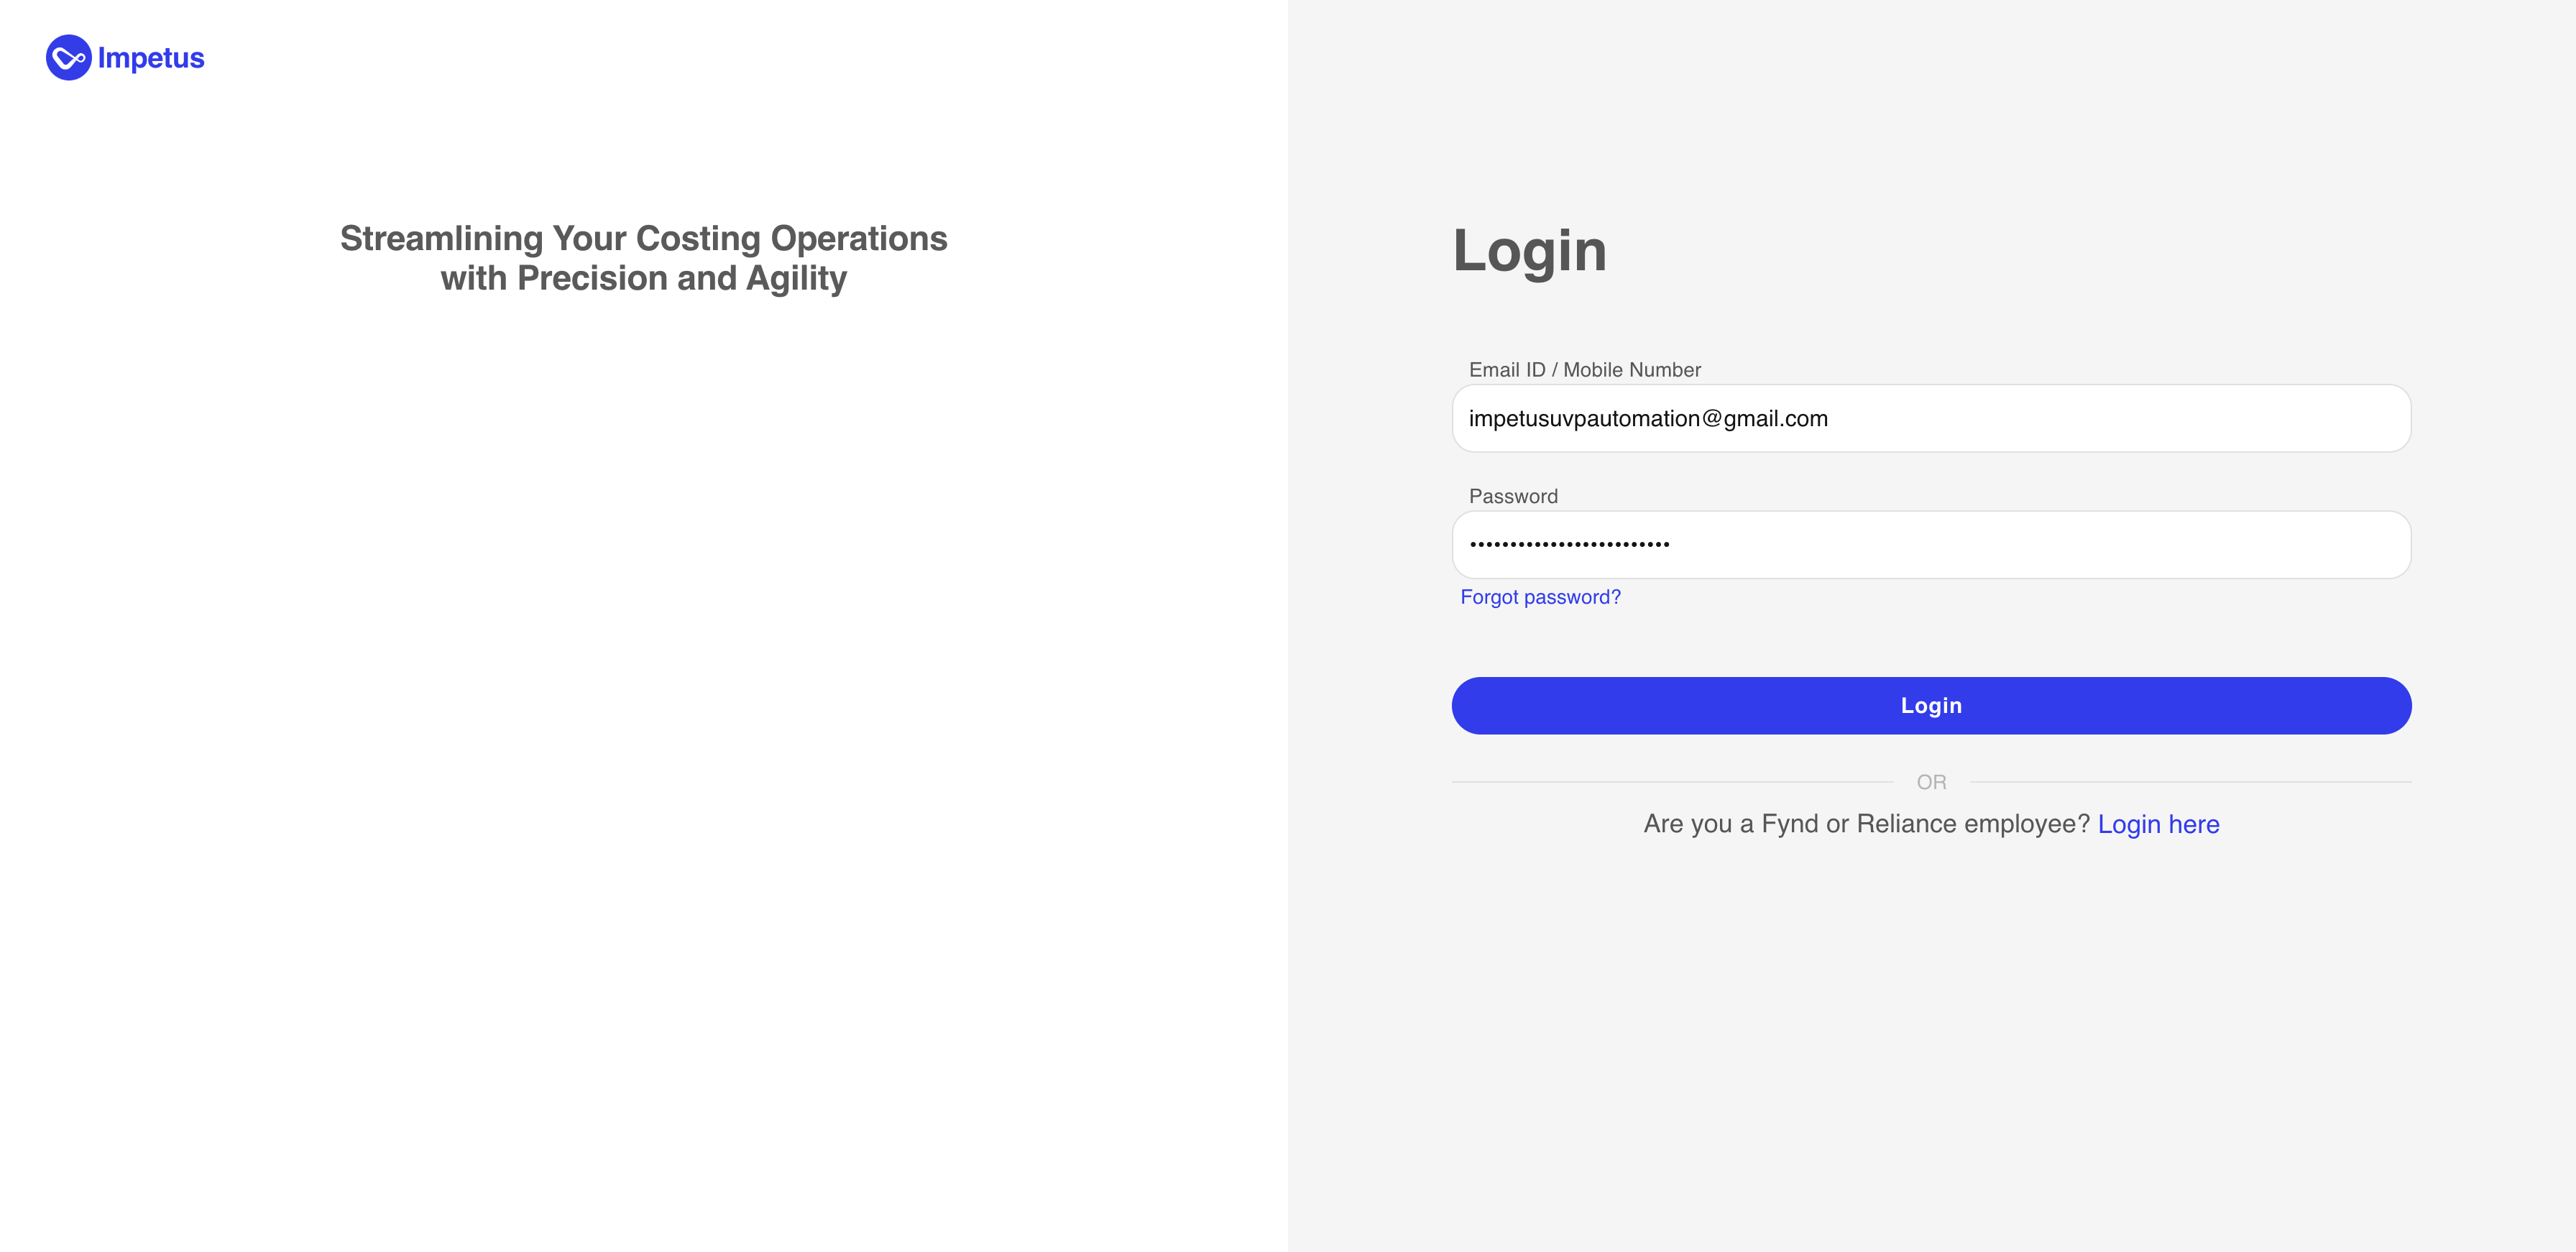 Impetus
Streamlining Your Costing Operations
with Precision and Agility
Login
Email ID / Mobile Number
impetusuvpautomation@gmail.com
Password
•••••••••••••••••••••••••
Forgot password?
Login
OR
Are you a Fynd or Reliance employee? Login here